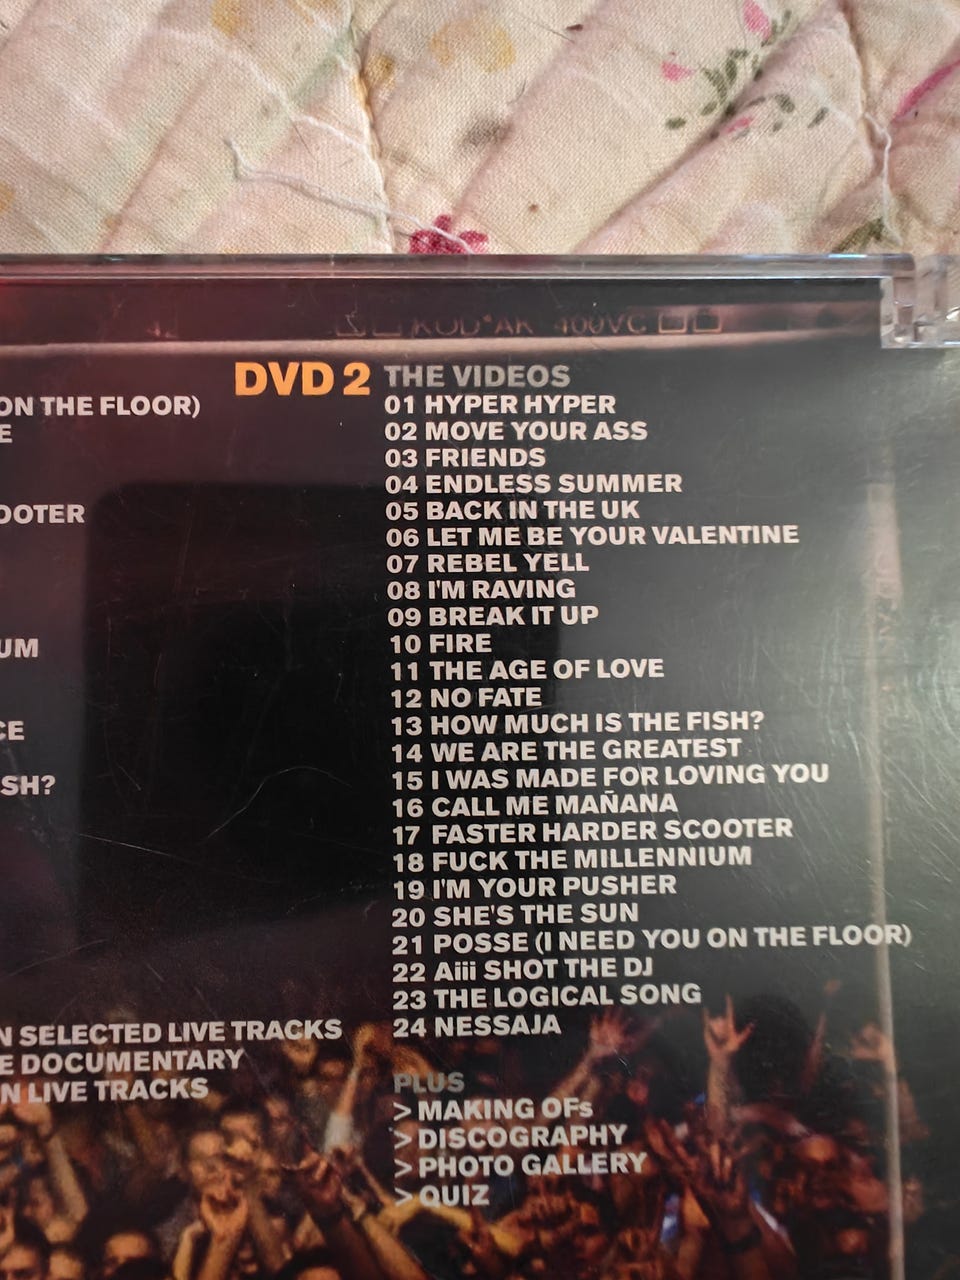 KOD*AK 400VC
ON THE FLOOR)
E
OOTER
UM
CE
SH?
N SELECTED LIVE TRACKS
E DOCUMENTARY
N LIVE TRACKS
DVD 2 THE VIDEOS
01 HYPER HYPER
02 MOVE YOUR ASS
03 FRIENDS
04 ENDLESS SUMMER
05 BACK IN THE UK
06 LET ME BE YOUR VALENTINE
07 REBEL YELL
08 I'M RAVING
09 BREAK IT UP
10 FIRE
11 THE AGE OF LOVE
12 NO FATE
13 HOW MUCH IS THE FISH?
14 WE ARE THE GREATEST
15 I WAS MADE FOR LOVING YOU
16 CALL ME MAÑANA
17 FASTER HARDER SCOOTER
18 FUCK THE MILLENNIUM
19 I'M YOUR PUSHER
20 SHE'S THE SUN
21 POSSE (I NEED YOU ON THE FLOOR)
22 Aiii SHOT THE DJ
23 THE LOGICAL SONG
24 NESSAJA
PLUS
> MAKING OFs
> DISCOGRAPHY
> PHOTO GALLERY
> QUIZ